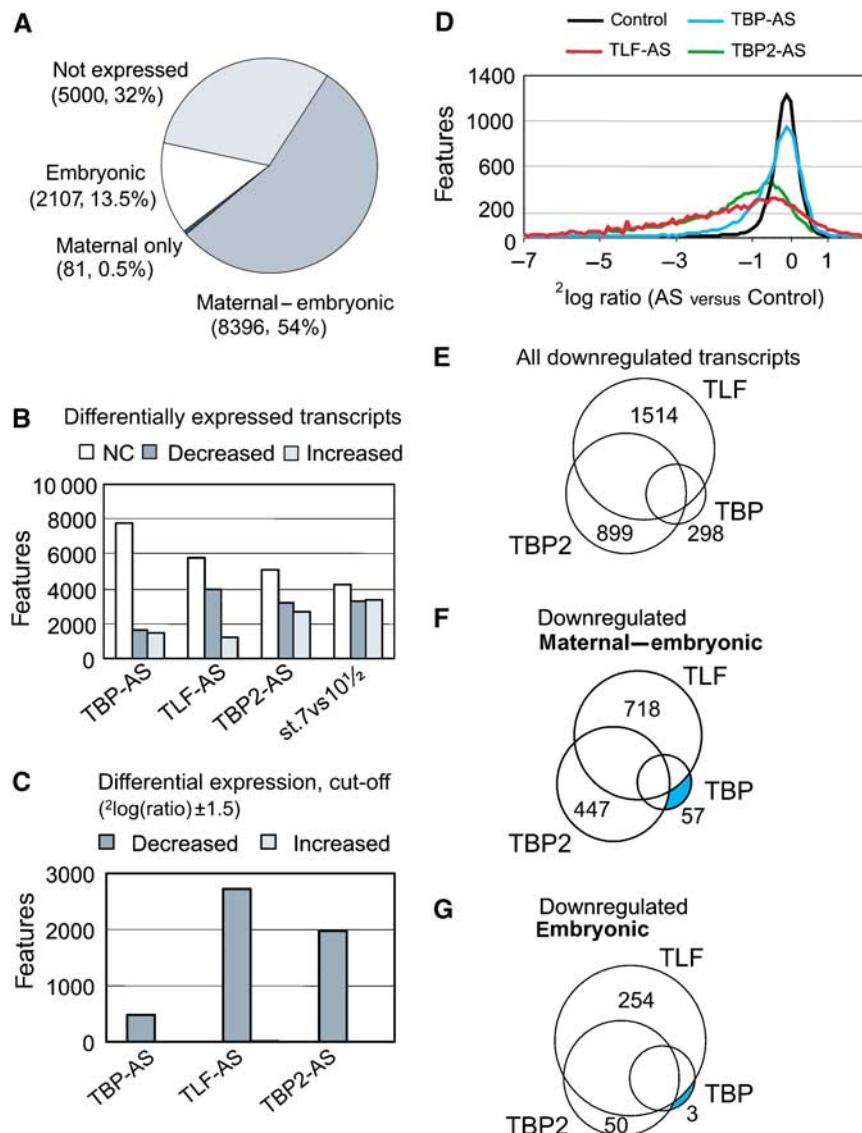 A
Not expressed
(5000, 32%)
Embryonic
(2107, 13.5%)
Maternal only
(81, 0.5%)
Maternal–embryonic
(8396, 54%)
B Differentially expressed transcripts
NC Decreased Increased
10 000
8000
6000
4000
2000
0
Features
TBP-AS
TLF-AS
TBP2-AS
st.7vs10½
C Differential expression, cut-off
(²log(ratio) ±1.5)
Decreased Increased
3000
2000
1000
0
Features
TBP-AS
TLF-AS
TBP2-AS
D
Control TBP-AS
TLF-AS TBP2-AS
1400
1000
600
200
0
Features
-7 -5 -3 -1 0 1
²log ratio (AS versus Control)
E All downregulated transcripts
TLF
1514
TBP
TBP2 899 298
F Downregulated
Maternal–embryonic
TLF
718
TBP
447 57
TBP2
G Downregulated
Embryonic
TLF
254
TBP
TBP2 50 3